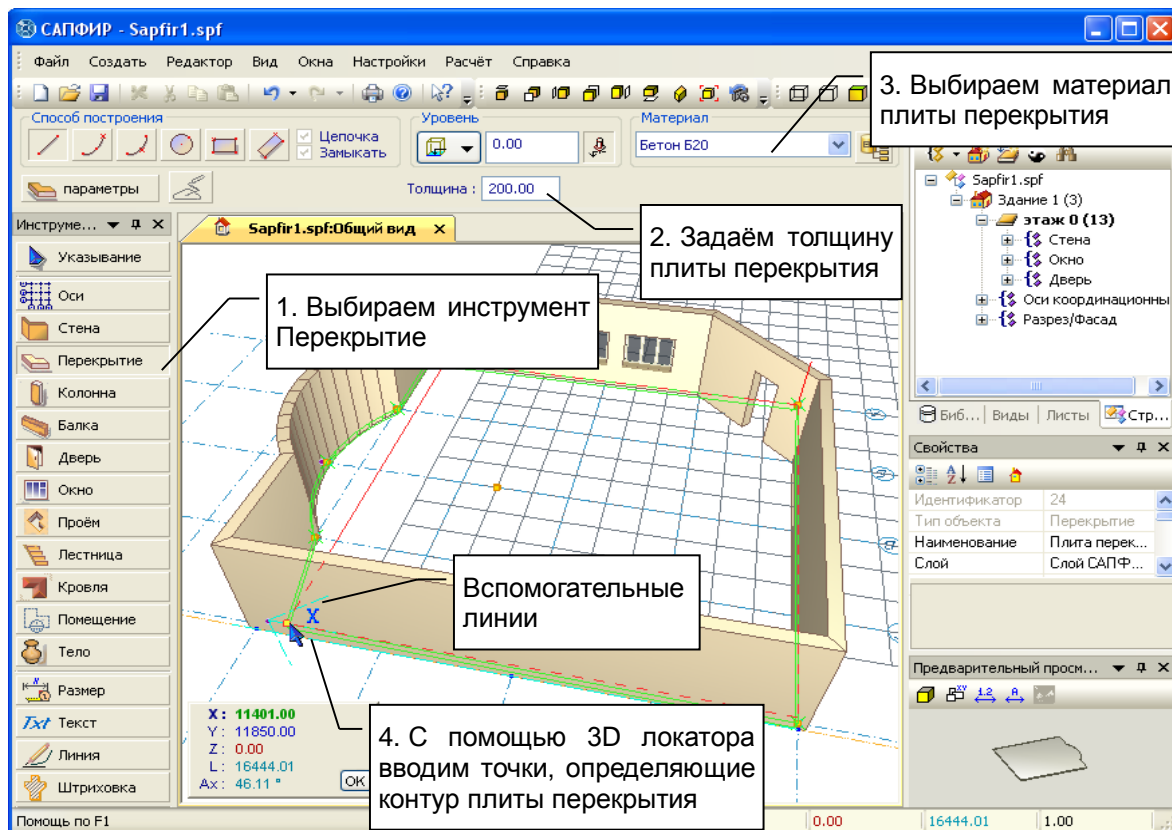 САПФИР - Sapfir1.spf
Файл Создать Редактор Вид Окна Настройки Расчёт Справка
3. Выбираем материал
плиты перекрытия
Способ построения
Цепочка
Замыкать
Уровень
0.00
Материал
Бетон Б20
параметры
Толщина : 200.00
2. Задаём толщину
плиты перекрытия
Инструме...
Указывание
Оси
Стена
Перекрытие
Колонна
Балка
Дверь
Окно
Проём
Лестница
Кровля
Помещение
Тело
Размер
Txt Текст
Линия
Штриховка
Sapfir1.spf:Общий вид
1. Выбираем инструмент
Перекрытие
Вспомогательные
линии
X
X : 11401.00
Y : 11850.00
Z : 0.00
L : 16444.01
Ax : 46.11 °
OK
4. С помощью 3D локатора
вводим точки, определяющие
контур плиты перекрытия
Sapfir1.spf
Здание 1 (3)
этаж 0 (13)
Стена
Окно
Дверь
Оси координационны
Разрез/Фасад
Биб... Виды Листы Стр...
Свойства
Идентификатор 24
Тип объекта Перекрытие
Наименование Плита перек...
Слой Слой САПФ...
Предварительный просм...
Помощь по F1
0.00 16444.01 1.00